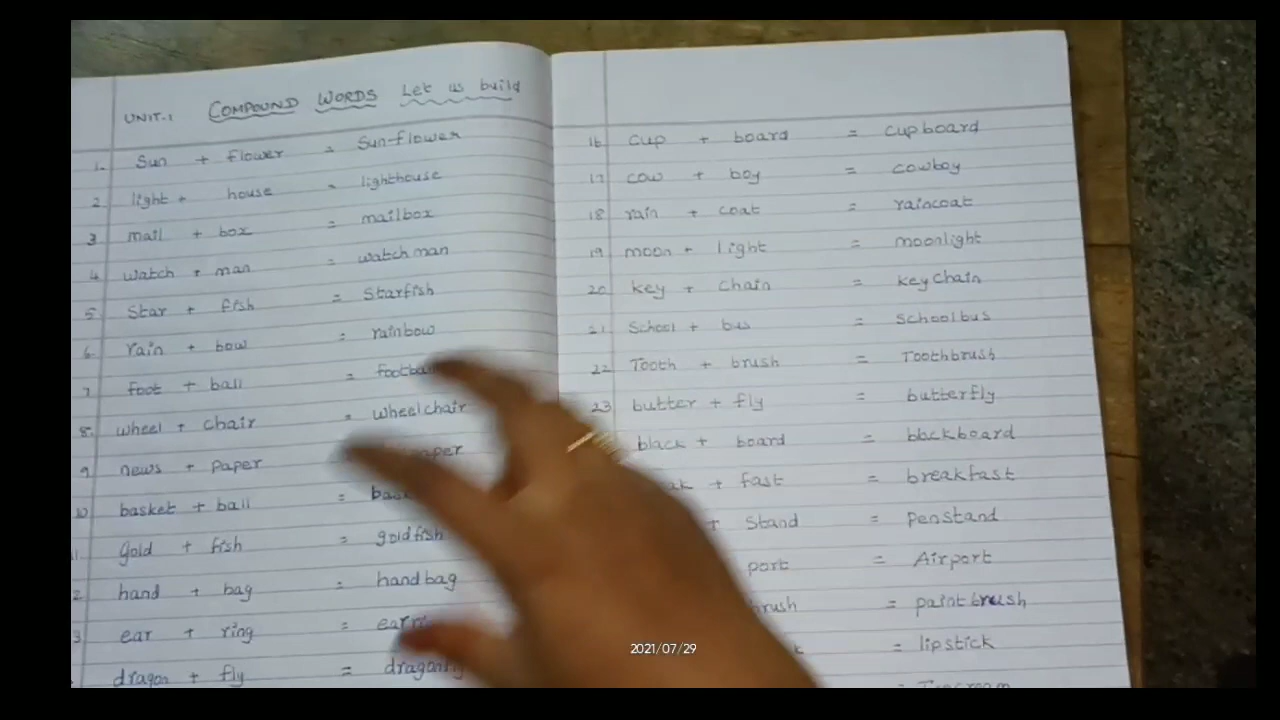 UNIT-1 COMPOUND WORDS Let us build
1. Sun + flower = Sun-flower
2 light + house = lighthouse
3 mail + box = mailbox
4 watch + man = watch man
5 Star + fish = Starfish
6 rain + bow = rainbow
7 foot + ball =
8. wheel + chair = wheelchair
9 news + paper
10 basket + ball =
gold + fish = goldfish
hand + bag = handbag
ear + ring =
dragon + fly =
16 cup + board = cupboard
17 cow + boy = cowboy
18 rain + coat = raincoat
19 moon + light = moonlight
20 key + chain = keychain
21 School + bus = Schoolbus
22 Tooth + brush = Toothbrush
23 butter + fly = butterfly
black + board = blackboard
+ fast = breakfast
+ Stand = penstand
port = Airport
brush = paintbrush
= lipstick
2021/07/29